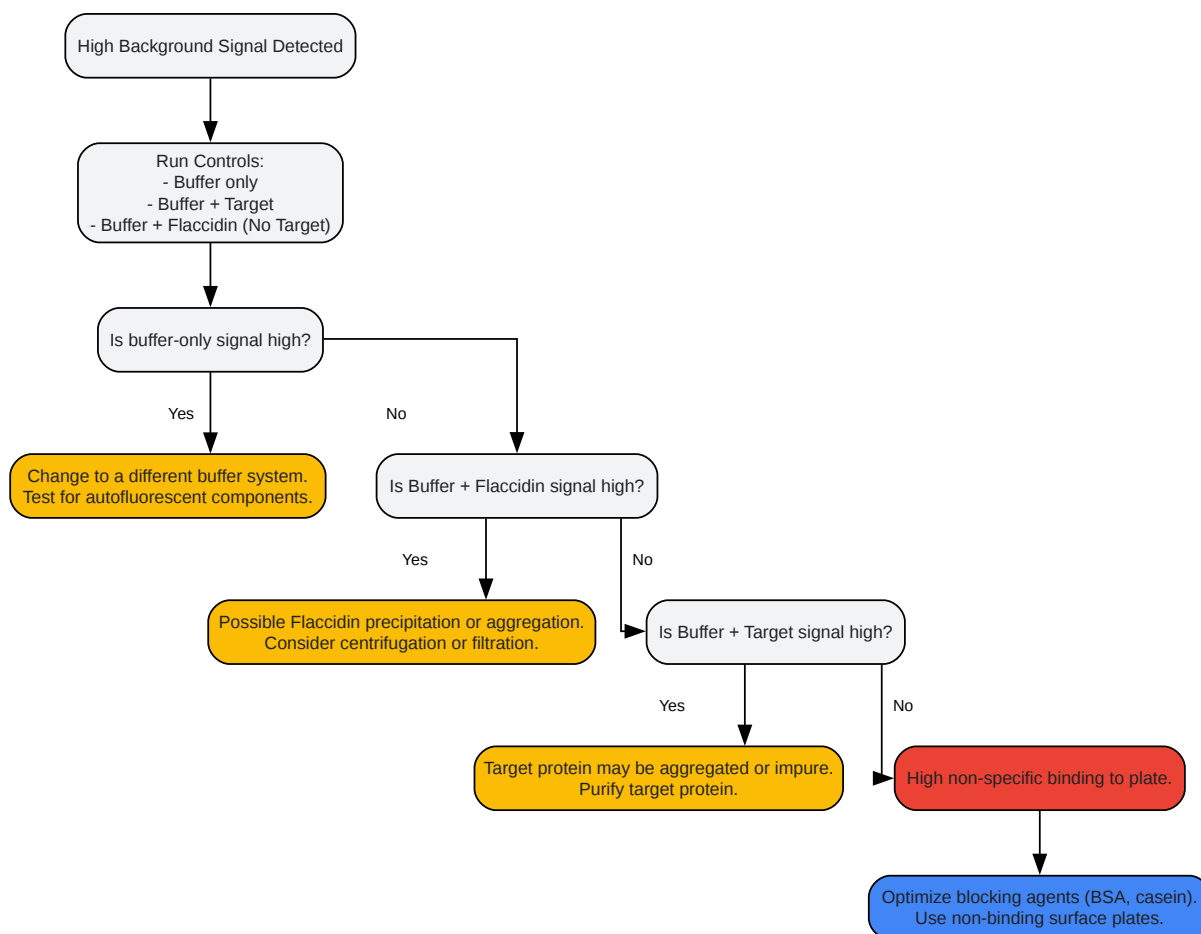 High Background Signal Detected
Run Controls:
- Buffer only
- Buffer + Target
- Buffer + Flaccidin (No Target)
Is buffer-only signal high?
Yes
No
Change to a different buffer system.
Test for autofluorescent components.
Is Buffer + Flaccidin signal high?
Yes
No
Possible Flaccidin precipitation or aggregation.
Consider centrifugation or filtration.
Is Buffer + Target signal high?
Yes
No
Target protein may be aggregated or impure.
Purify target protein.
High non-specific binding to plate.
Optimize blocking agents (BSA, casein).
Use non-binding surface plates.